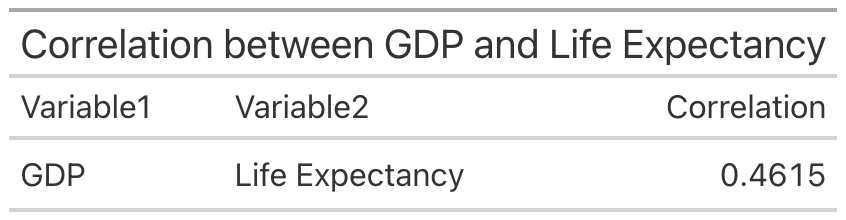 Correlation between GDP and Life Expectancy
Variable1 Variable2 Correlation
GDP Life Expectancy 0.4615